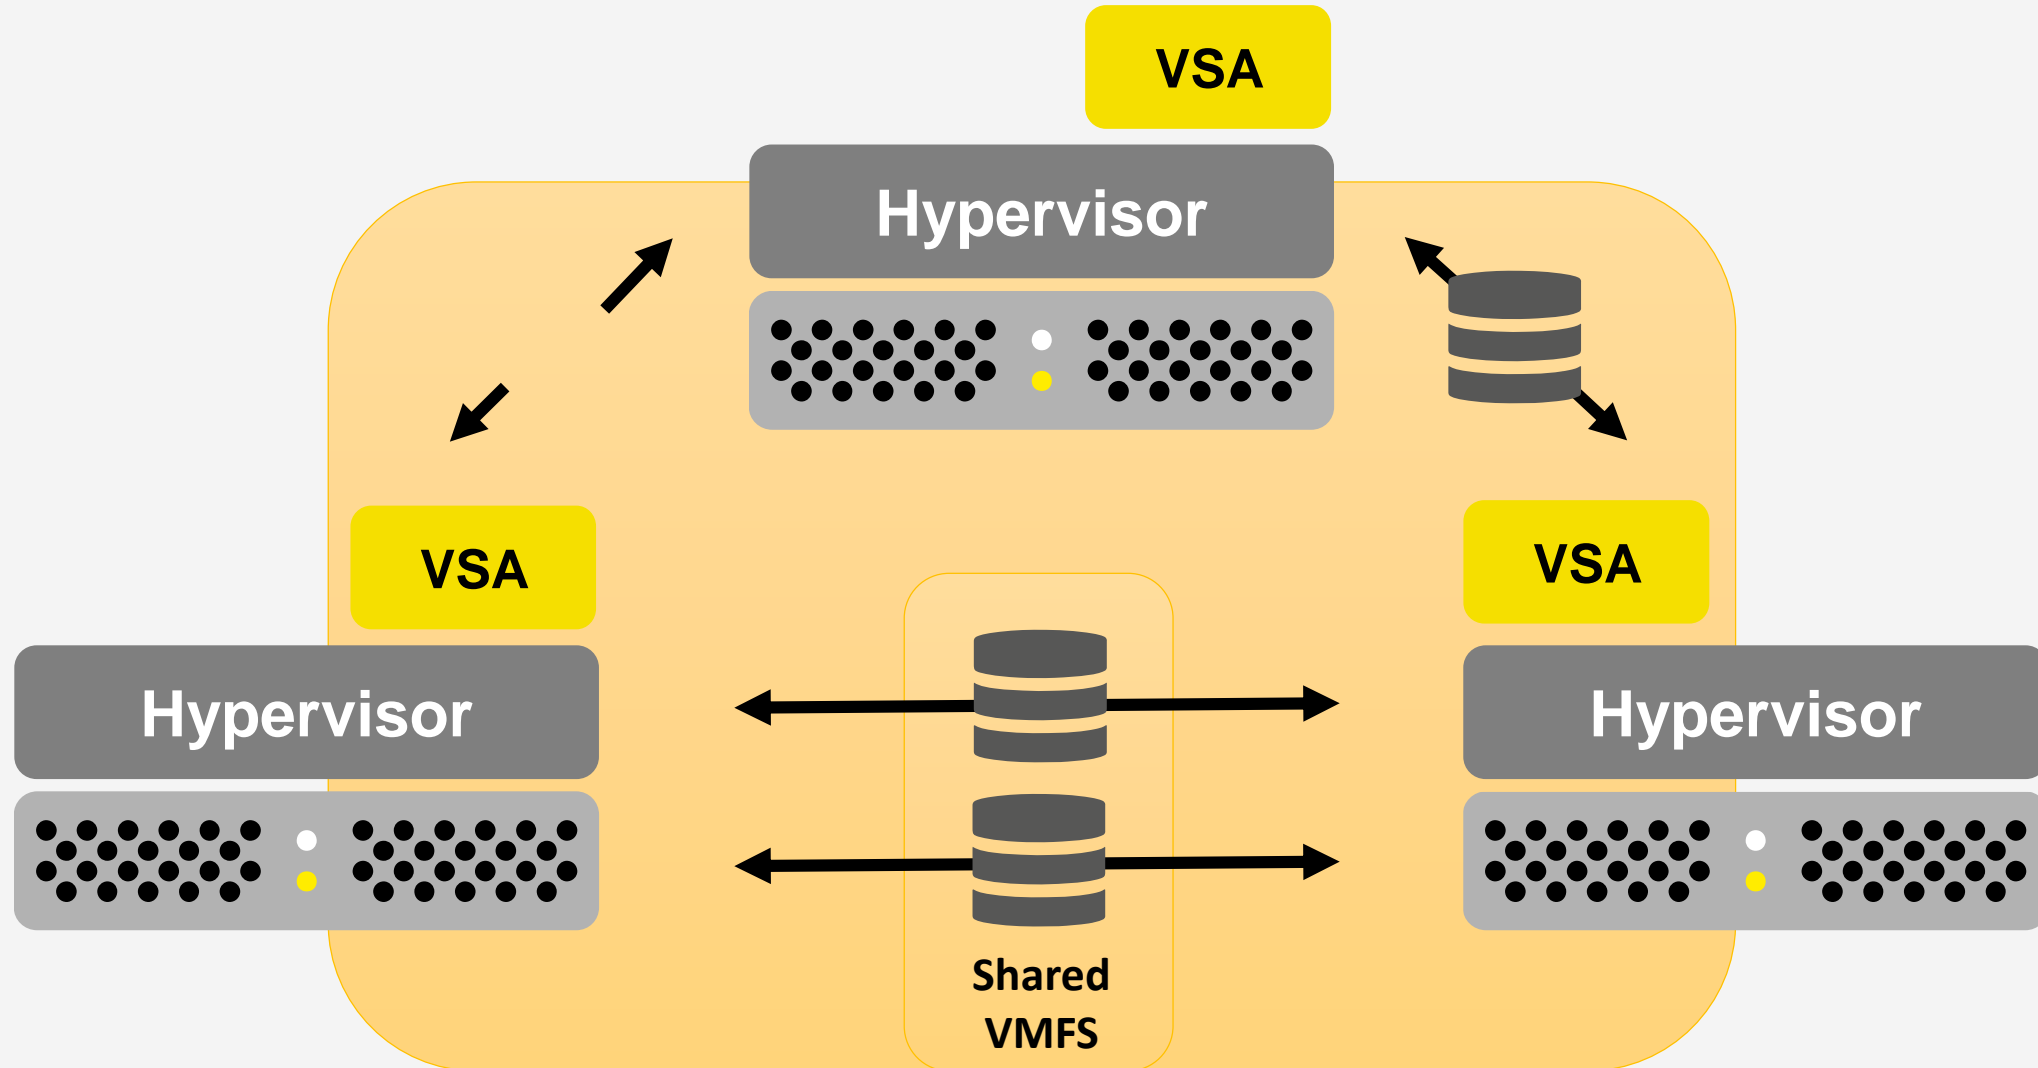 VSA
Hypervisor
VSA
VSA
Hypervisor
Hypervisor
Shared
VMFS